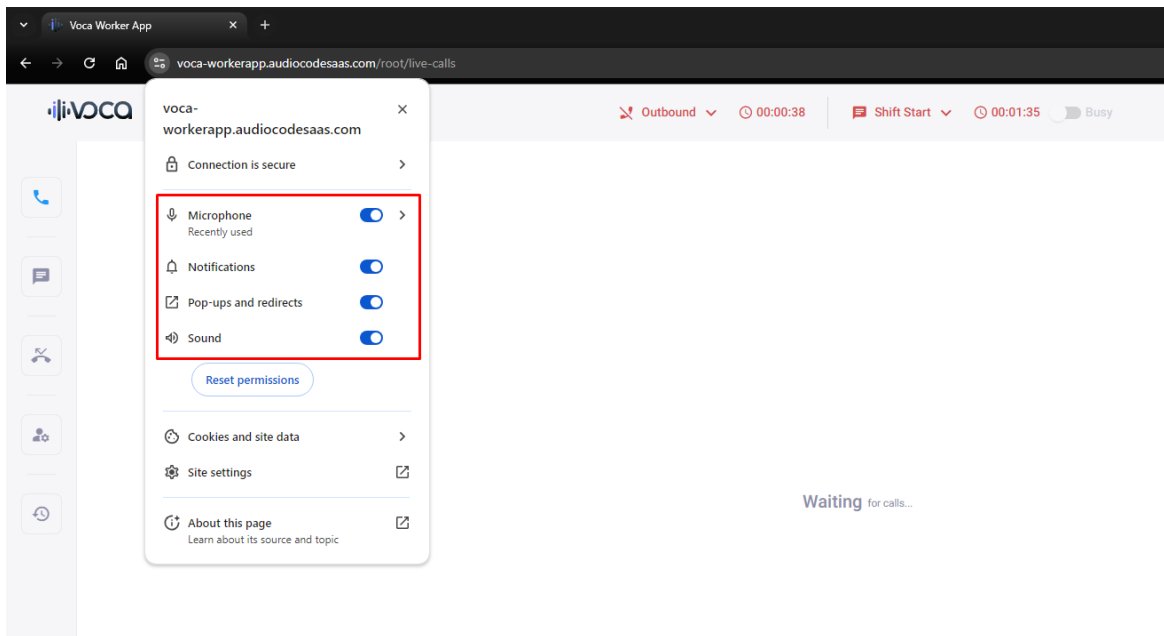 Voca Worker App
voca-workerapp.audiocodesaas.com/root/live-calls
VOCA
Outbound
00:00:38
Shift Start
00:01:35
Busy
voca-
workerapp.audiocodesaas.com
Connection is secure
Microphone
Recently used
Notifications
Pop-ups and redirects
Sound
Reset permissions
Cookies and site data
Site settings
About this page
Learn about its source and topic
Waiting for calls...